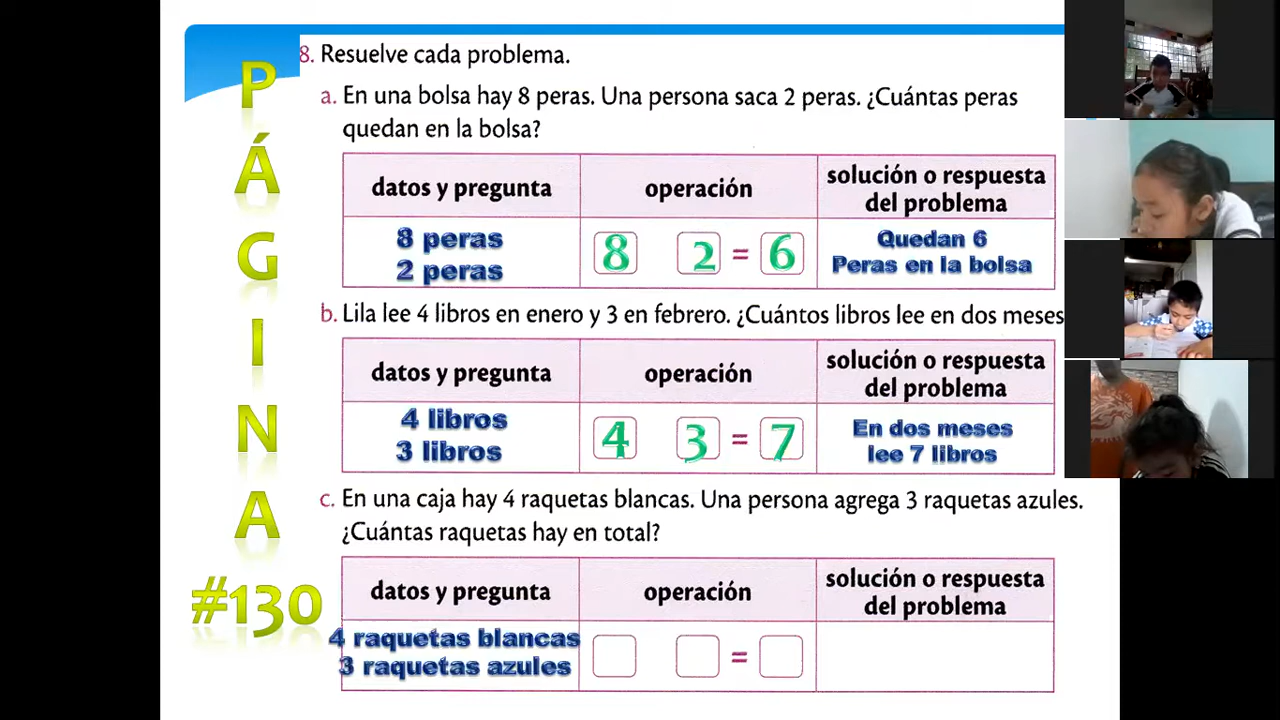 PÁGINA
#130
8. Resuelve cada problema.
a. En una bolsa hay 8 peras. Una persona saca 2 peras. ¿Cuántas peras
quedan en la bolsa?
datos y pregunta operación solución o respuesta
del problema
8 peras
2 peras
8 2 = 6
Quedan 6
Peras en la bolsa
b. Lila lee 4 libros en enero y 3 en febrero. ¿Cuántos libros lee en dos meses
datos y pregunta operación solución o respuesta
del problema
4 libros
3 libros
4 3 = 7
En dos meses
lee 7 libros
c. En una caja hay 4 raquetas blancas. Una persona agrega 3 raquetas azules.
¿Cuántas raquetas hay en total?
datos y pregunta operación solución o respuesta
del problema
4 raquetas blancas
3 raquetas azules
=